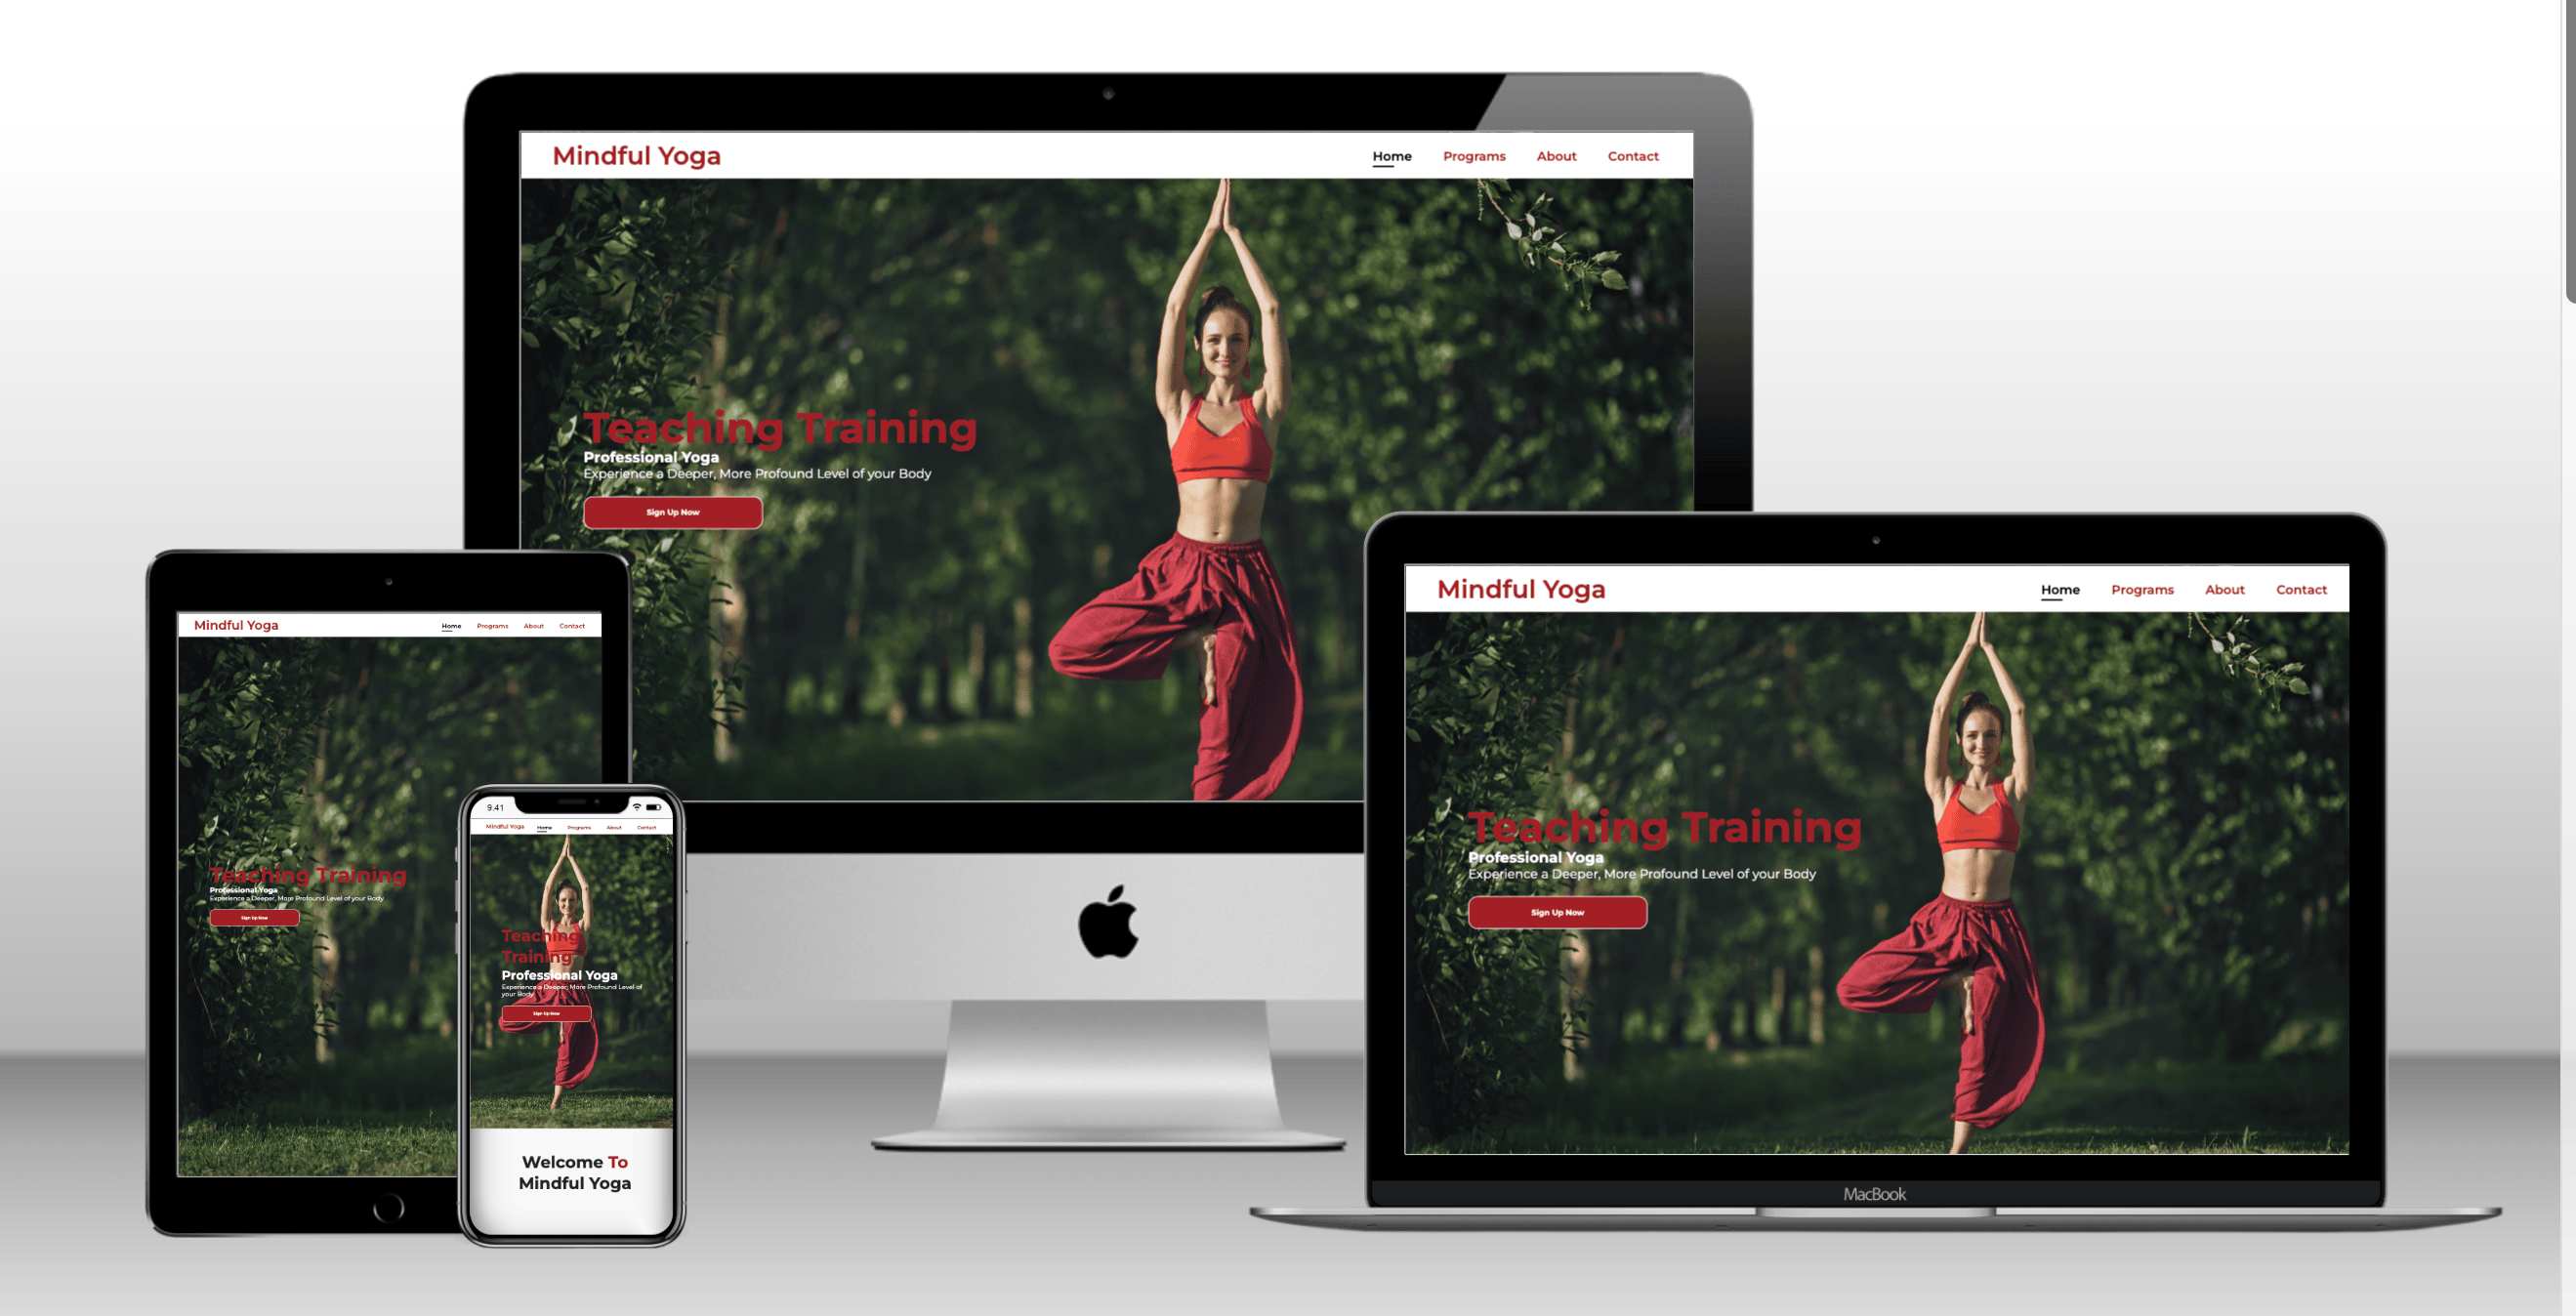 Mindful Yoga
Home Programs About Contact
Teaching Training
Professional Yoga
Experience a Deeper, More Profound Level of your Body
Sign Up Now
Mindful Yoga
Home Programs About Contact
Teaching Training
Professional Yoga
Experience a Deeper, More Profound Level of your Body
Sign Up Now
9.41
Mindful Yoga Home Programs About Contact
Teaching
Training
Professional Yoga
Experience a Deeper, More Profound Level of
your Body
Sign Up Now
Welcome To
Mindful Yoga
Mindful Yoga
Home Programs About Contact
Teaching Training
Professional Yoga
Experience a Deeper, More Profound Level of your Body
Sign Up Now
MacBook